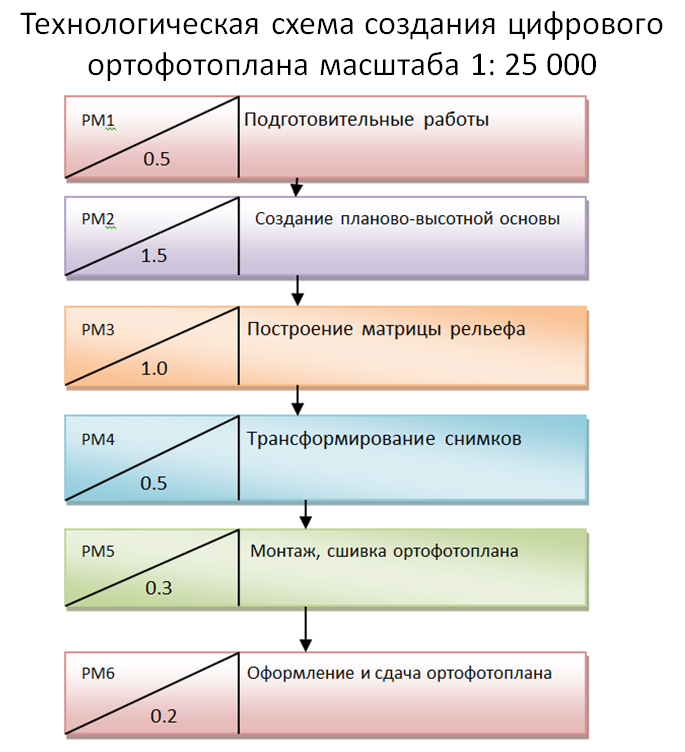 Технологическая схема создания цифрового
ортофотоплана масштаба 1: 25 000
РМ1
Подготовительные работы
0.5
РМ2
Создание планово-высотной основы
1.5
РМ3
Построение матрицы рельефа
1.0
РМ4
Трансформирование снимков
0.5
РМ5
Монтаж, сшивка ортофотоплана
0.3
РМ6
Оформление и сдача ортофотоплана
0.2